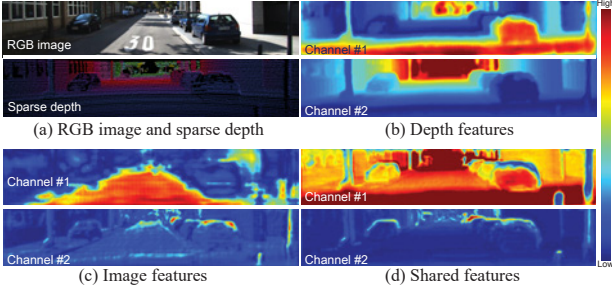 RGB image
Sparse depth
30
(a) RGB image and sparse depth
Channel #1
Channel #2
(b) Depth features
High
Low
Channel #1
Channel #2
(c) Image features
Channel #1
Channel #2
(d) Shared features